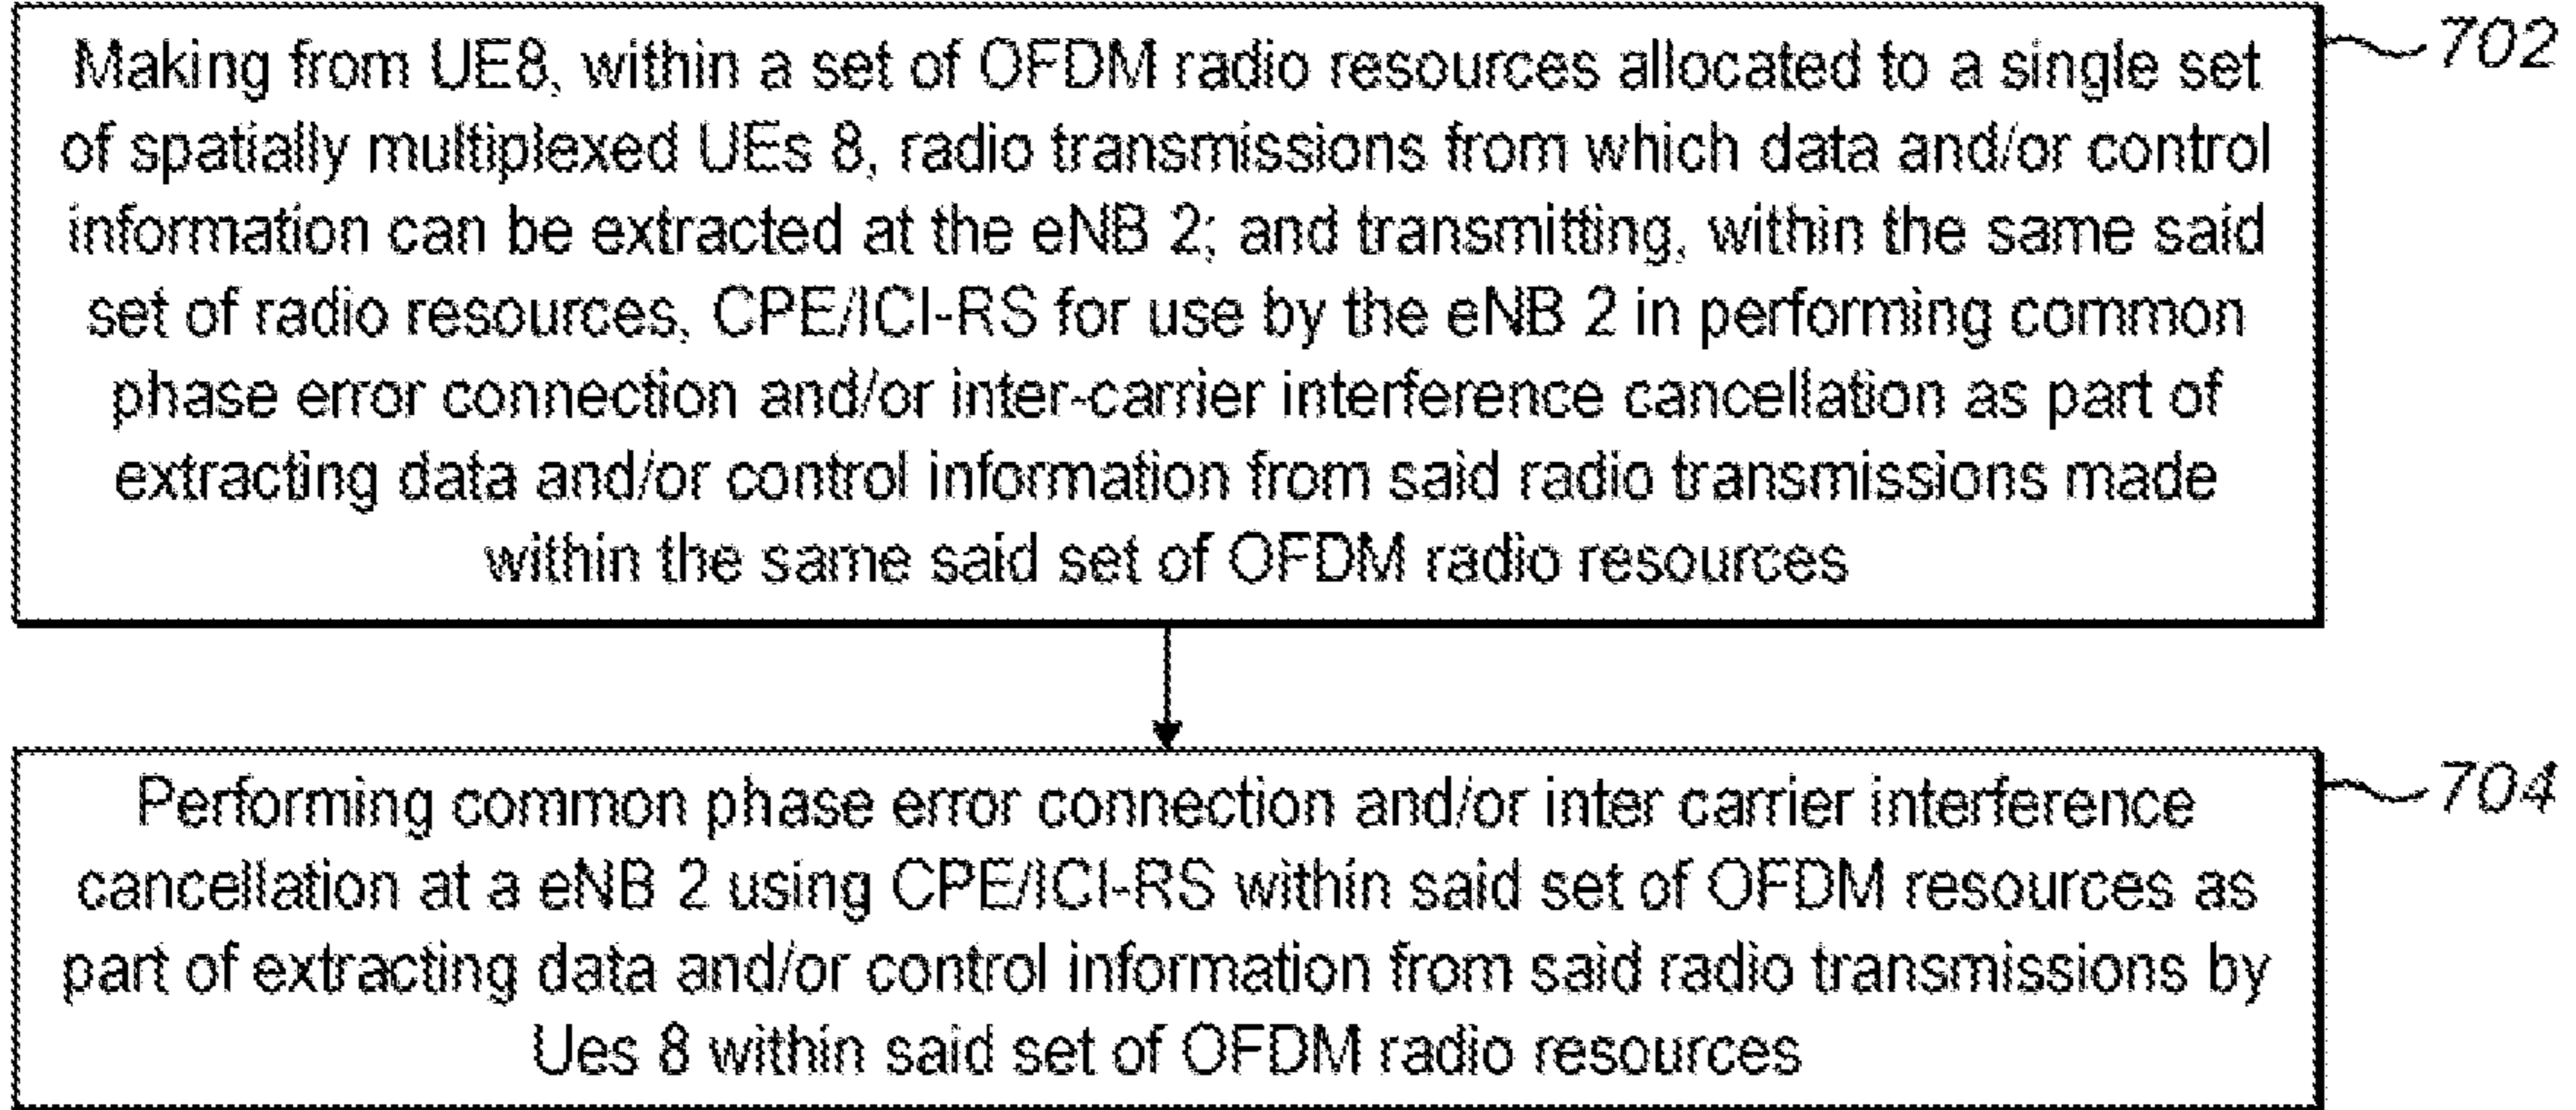 Making from UE8, within a set of OFDM radio resources allocated to a single set
of spatially multiplexed UEs 8, radio transmissions from which data and/or control
information can be extracted at the eNB 2; and transmitting, within the same said
set of radio resources, CPE/ICI-RS for use by the eNB 2 in performing common
phase error connection and/or inter-carrier interference cancellation as part of
extracting data and/or control information from said radio transmissions made
within the same said set of OFDM radio resources
702
Performing common phase error connection and/or inter carrier interference
cancellation at a eNB 2 using CPE/ICI-RS within said set of OFDM resources as
part of extracting data and/or control information from said radio transmissions by
Ues 8 within said set of OFDM radio resources
704